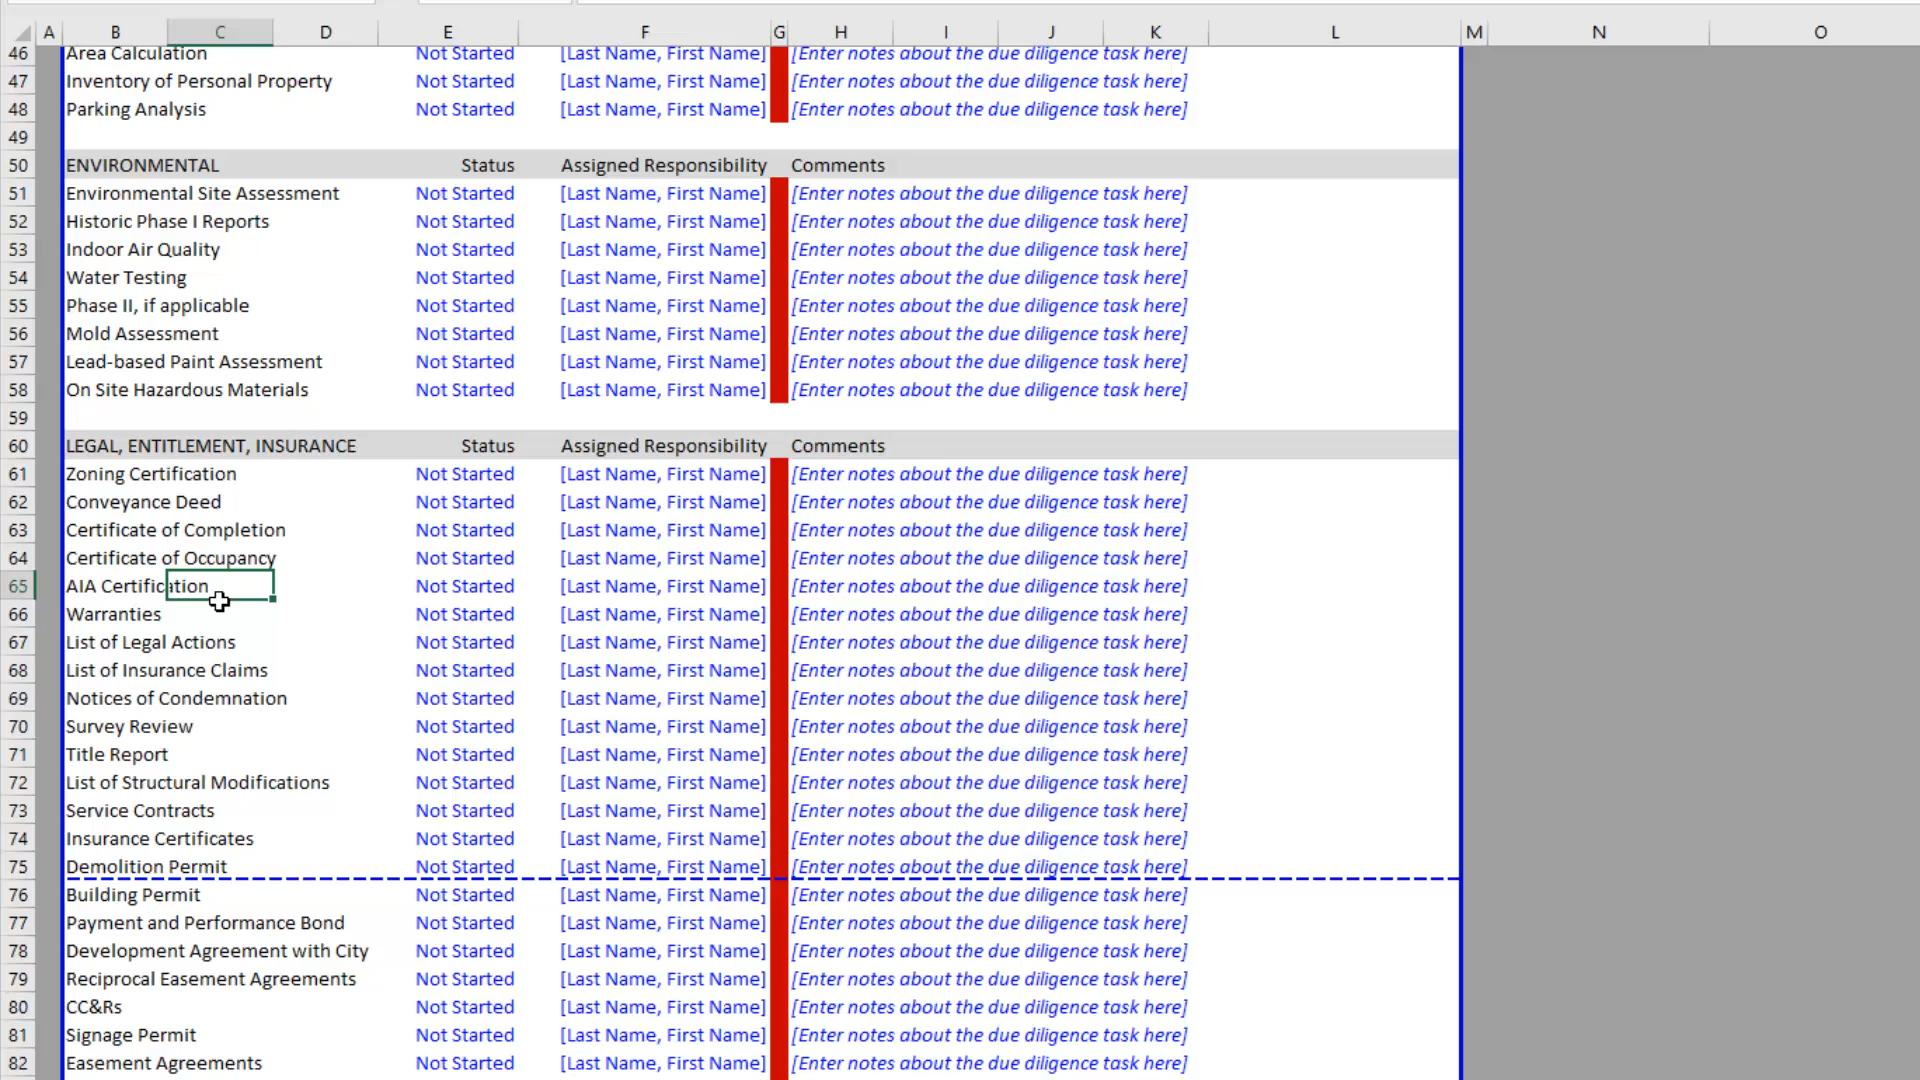 A B C D E F G H I J K L M N O
46 Area Calculation Not Started [Last Name, First Name] [Enter notes about the due diligence task here]
47 Inventory of Personal Property Not Started [Last Name, First Name] [Enter notes about the due diligence task here]
48 Parking Analysis Not Started [Last Name, First Name] [Enter notes about the due diligence task here]
49
50 ENVIRONMENTAL Status Assigned Responsibility Comments
51 Environmental Site Assessment Not Started [Last Name, First Name] [Enter notes about the due diligence task here]
52 Historic Phase I Reports Not Started [Last Name, First Name] [Enter notes about the due diligence task here]
53 Indoor Air Quality Not Started [Last Name, First Name] [Enter notes about the due diligence task here]
54 Water Testing Not Started [Last Name, First Name] [Enter notes about the due diligence task here]
55 Phase II, if applicable Not Started [Last Name, First Name] [Enter notes about the due diligence task here]
56 Mold Assessment Not Started [Last Name, First Name] [Enter notes about the due diligence task here]
57 Lead-based Paint Assessment Not Started [Last Name, First Name] [Enter notes about the due diligence task here]
58 On Site Hazardous Materials Not Started [Last Name, First Name] [Enter notes about the due diligence task here]
59
60 LEGAL, ENTITLEMENT, INSURANCE Status Assigned Responsibility Comments
61 Zoning Certification Not Started [Last Name, First Name] [Enter notes about the due diligence task here]
62 Conveyance Deed Not Started [Last Name, First Name] [Enter notes about the due diligence task here]
63 Certificate of Completion Not Started [Last Name, First Name] [Enter notes about the due diligence task here]
64 Certificate of Occupancy Not Started [Last Name, First Name] [Enter notes about the due diligence task here]
65 AIA Certification Not Started [Last Name, First Name] [Enter notes about the due diligence task here]
66 Warranties Not Started [Last Name, First Name] [Enter notes about the due diligence task here]
67 List of Legal Actions Not Started [Last Name, First Name] [Enter notes about the due diligence task here]
68 List of Insurance Claims Not Started [Last Name, First Name] [Enter notes about the due diligence task here]
69 Notices of Condemnation Not Started [Last Name, First Name] [Enter notes about the due diligence task here]
70 Survey Review Not Started [Last Name, First Name] [Enter notes about the due diligence task here]
71 Title Report Not Started [Last Name, First Name] [Enter notes about the due diligence task here]
72 List of Structural Modifications Not Started [Last Name, First Name] [Enter notes about the due diligence task here]
73 Service Contracts Not Started [Last Name, First Name] [Enter notes about the due diligence task here]
74 Insurance Certificates Not Started [Last Name, First Name] [Enter notes about the due diligence task here]
75 Demolition Permit Not Started [Last Name, First Name] [Enter notes about the due diligence task here]
76 Building Permit Not Started [Last Name, First Name] [Enter notes about the due diligence task here]
77 Payment and Performance Bond Not Started [Last Name, First Name] [Enter notes about the due diligence task here]
78 Development Agreement with City Not Started [Last Name, First Name] [Enter notes about the due diligence task here]
79 Reciprocal Easement Agreements Not Started [Last Name, First Name] [Enter notes about the due diligence task here]
80 CC&Rs Not Started [Last Name, First Name] [Enter notes about the due diligence task here]
81 Signage Permit Not Started [Last Name, First Name] [Enter notes about the due diligence task here]
82 Easement Agreements Not Started [Last Name, First Name] [Enter notes about the due diligence task here]